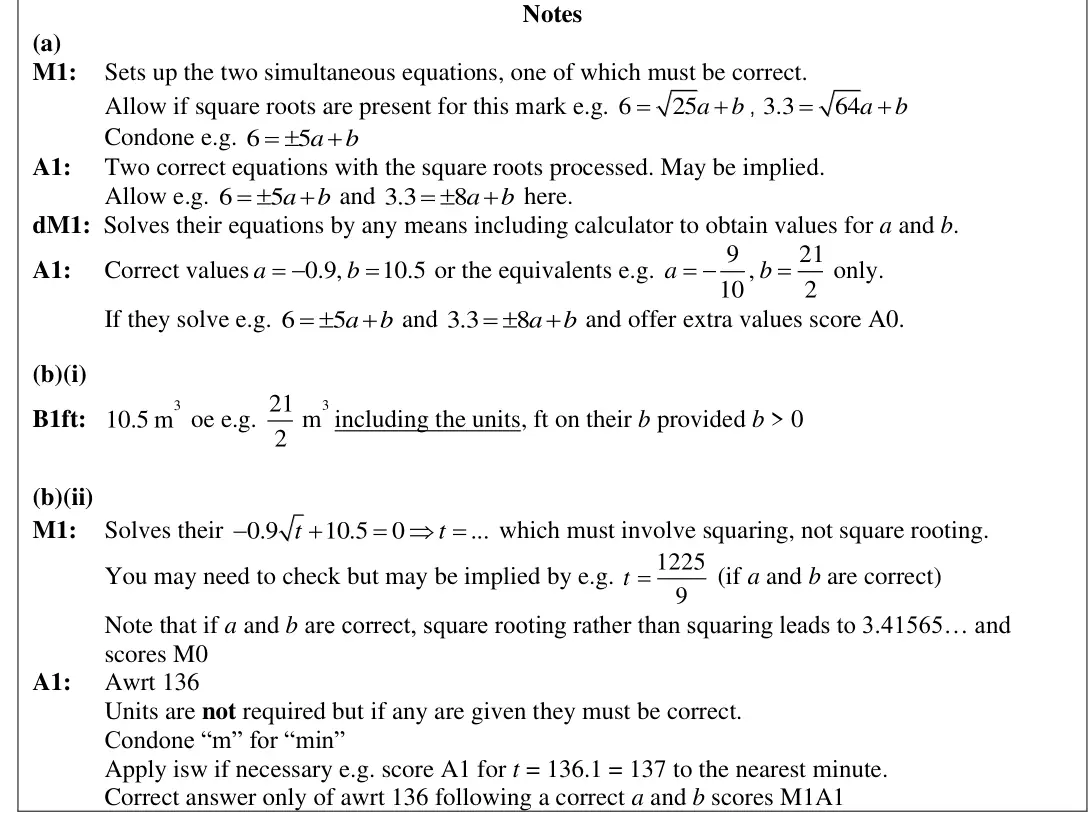 Notes
(a)
M1: Sets up the two simultaneous equations, one of which must be correct.
Allow if square roots are present for this mark e.g. 6 = √25a + b , 3.3 = √64a + b
Condone e.g. 6 = ±5a + b
A1: Two correct equations with the square roots processed. May be implied.
Allow e.g. 6 = ±5a + b and 3.3 = ±8a + b here.
dM1: Solves their equations by any means including calculator to obtain values for a and b.
A1: Correct values a = −0.9, b = 10.5 or the equivalents e.g. a = −9/10, b = 21/2 only.
If they solve e.g. 6 = ±5a + b and 3.3 = ±8a + b and offer extra values score A0.
(b)(i)
B1ft: 10.5 m³ oe e.g. 21/2 m³ including the units, ft on their b provided b > 0
(b)(ii)
M1: Solves their −0.9√t + 10.5 = 0 ⇒ t = ... which must involve squaring, not square rooting.
You may need to check but may be implied by e.g. t = 1225/9 (if a and b are correct)
Note that if a and b are correct, square rooting rather than squaring leads to 3.41565… and
scores M0
A1: Awrt 136
Units are not required but if any are given they must be correct.
Condone “m” for “min”
Apply isw if necessary e.g. score A1 for t = 136.1 = 137 to the nearest minute.
Correct answer only of awrt 136 following a correct a and b scores M1A1